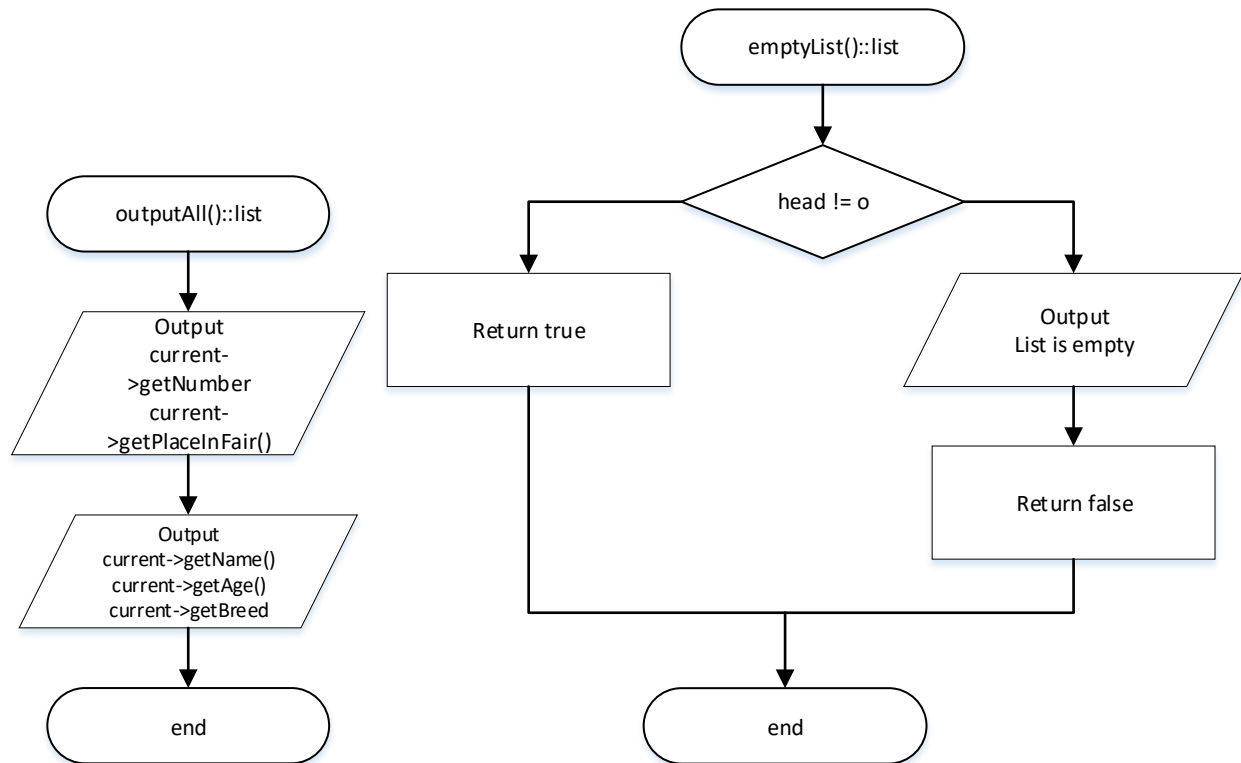 outputAll()::list
Output
current-
>getNumber
current-
>getPlaceInFair()
Output
current->getName()
current->getAge()
current->getBreed
end
emptyList()::list
head != o
Return true
Output
List is empty
Return false
end